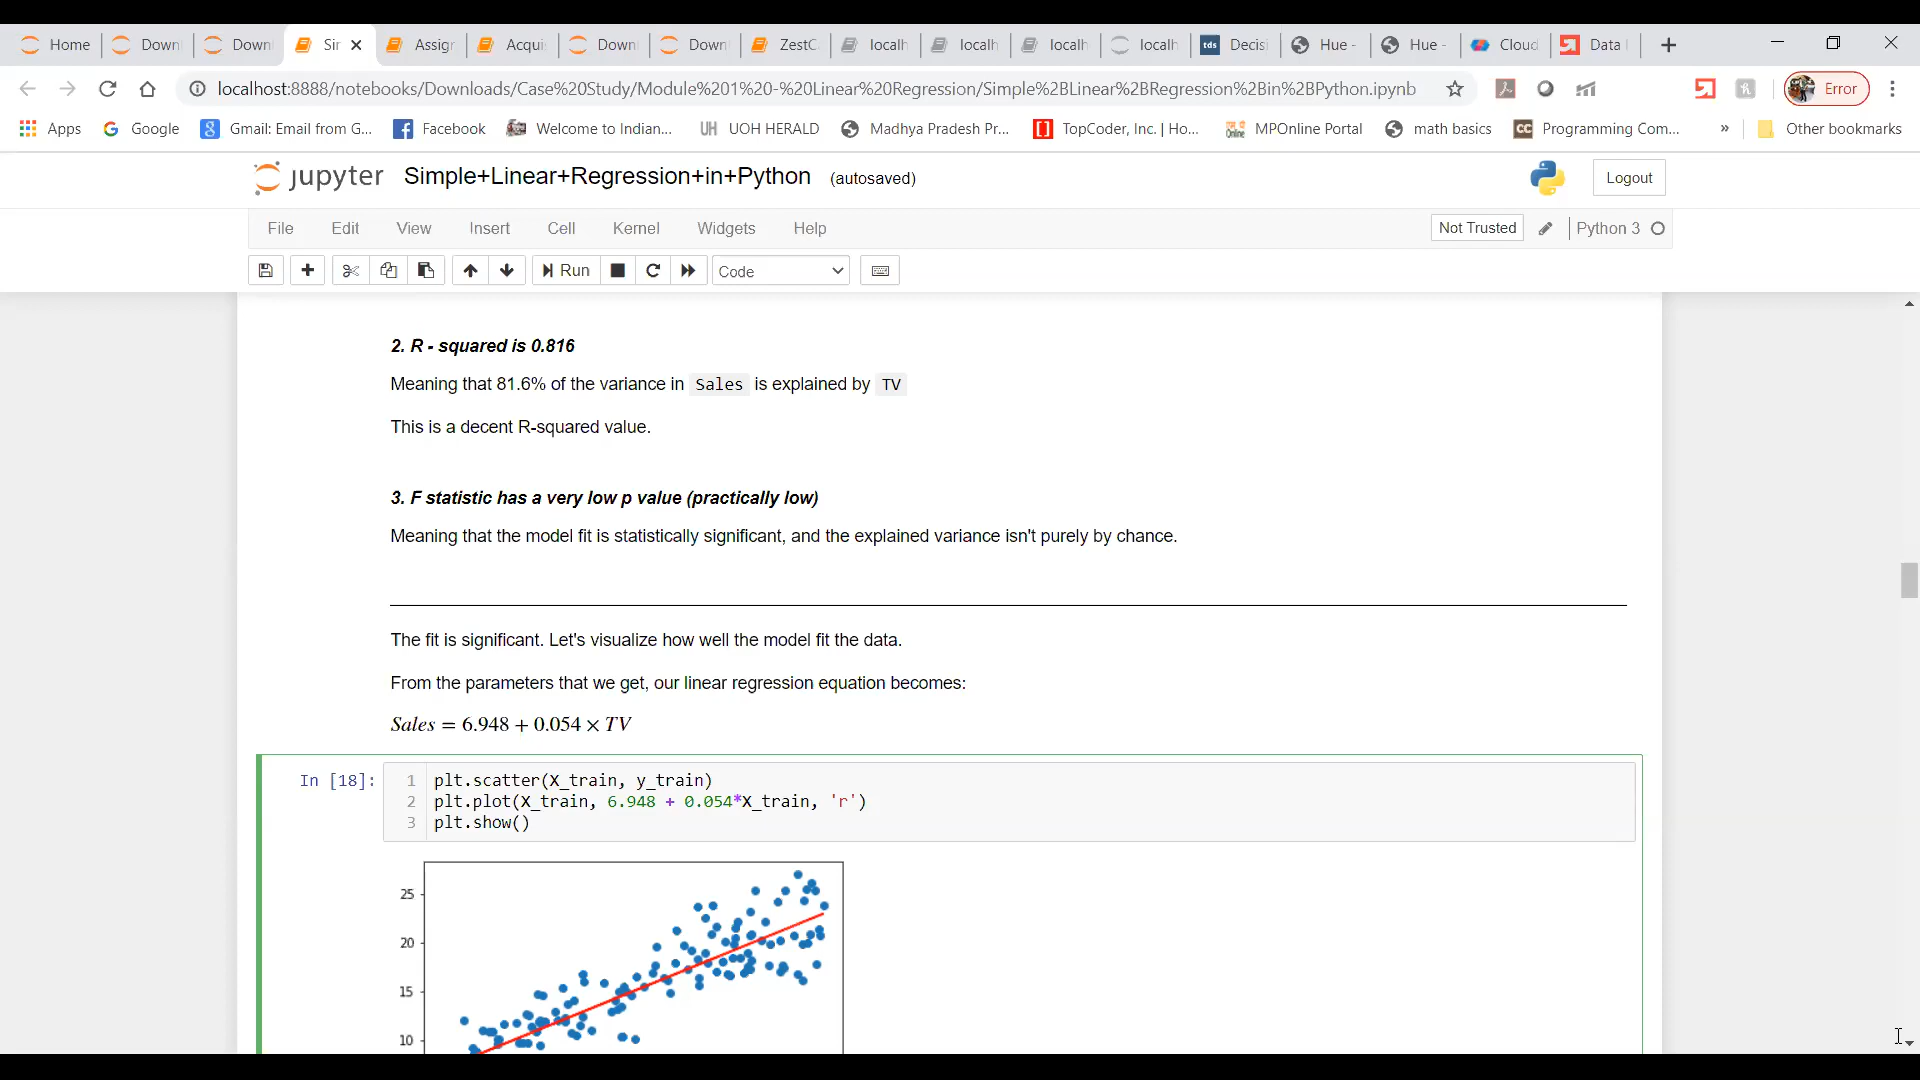 Home
Down
Down
Sir
Assign
Acqui
Down
Down
ZestC
localh
localh
localh
localh
tds
Decisi
Hue -
Hue -
Cloud
Data
localhost:8888/notebooks/Downloads/Case%20Study/Module%201%20-%20Linear%20Regression/Simple%2BLinear%2BRegression%2Bin%2BPython.ipynb
Error
Apps
Google
Gmail: Email from G...
Facebook
Welcome to Indian...
UH
UOH HERALD
Madhya Pradesh Pr...
TopCoder, Inc. | Ho...
MPOnline Portal
math basics
CC
Programming Com...
»
Other bookmarks
jupyter
Simple+Linear+Regression+in+Python (autosaved)
Logout
File Edit View Insert Cell Kernel Widgets Help
Not Trusted
Python 3
Run
Code
2. R - squared is 0.816
Meaning that 81.6% of the variance in Sales is explained by TV
This is a decent R-squared value.
3. F statistic has a very low p value (practically low)
Meaning that the model fit is statistically significant, and the explained variance isn't purely by chance.
The fit is significant. Let's visualize how well the model fit the data.
From the parameters that we get, our linear regression equation becomes:
Sales = 6.948 + 0.054 × TV
In [18]:
1 plt.scatter(X_train, y_train)
2 plt.plot(X_train, 6.948 + 0.054*X_train, 'r')
3 plt.show()
25
20
15
10